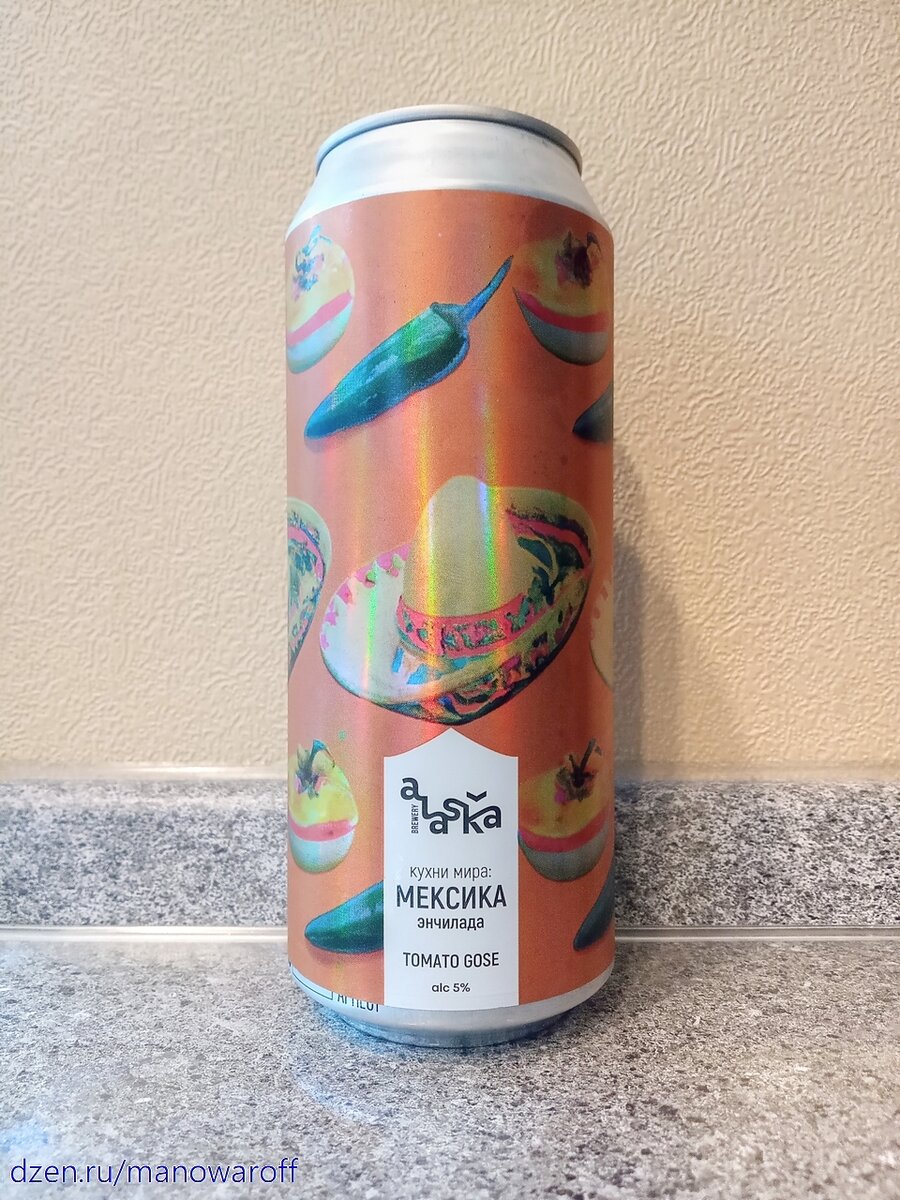 alaska
BREWERY
кухни мира:
МЕКСИКА
энчилада
TOMATO GOSE
alc 5%
dzen.ru/manowaroff